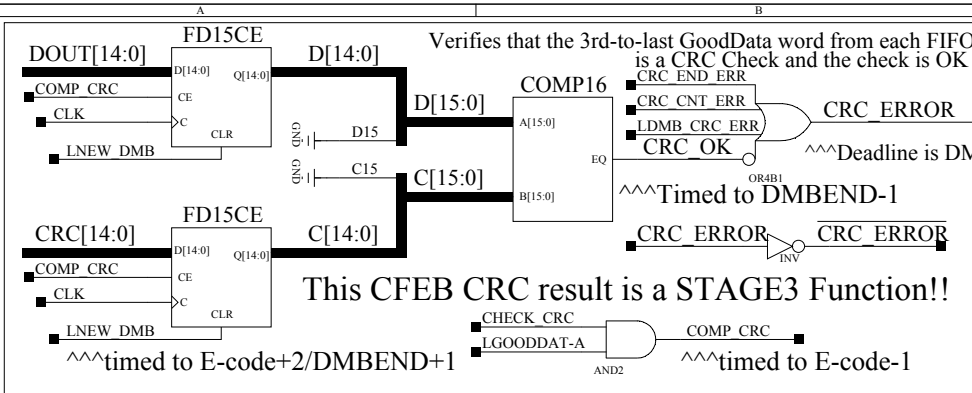 A
B
FD15CE
DOUT[14:0]
D[14:0]
D[14:0]
Q[14:0]
COMP_CRC
CE
CLK
C
CLR
LNEW_DMB
GND
D15
GND
C15
D[15:0]
C[15:0]
COMP16
A[15:0]
EQ
B[15:0]
Verifies that the 3rd-to-last GoodData word from each FIFO
is a CRC Check and the check is OK
CRC_END_ERR
CRC_CNT_ERR
LDMB_CRC_ERR
CRC_OK
OR4B1
CRC_ERROR
^^^Deadline is DM
^^^Timed to DMBEND-1
CRC_ERROR
INV
CRC_ERROR
FD15CE
CRC[14:0]
C[14:0]
D[14:0]
Q[14:0]
COMP_CRC
CE
CLK
C
CLR
LNEW_DMB
^^^timed to E-code+2/DMBEND+1
This CFEB CRC result is a STAGE3 Function!!
CHECK_CRC
LGOODDAT-A
AND2
COMP_CRC
^^^timed to E-code-1